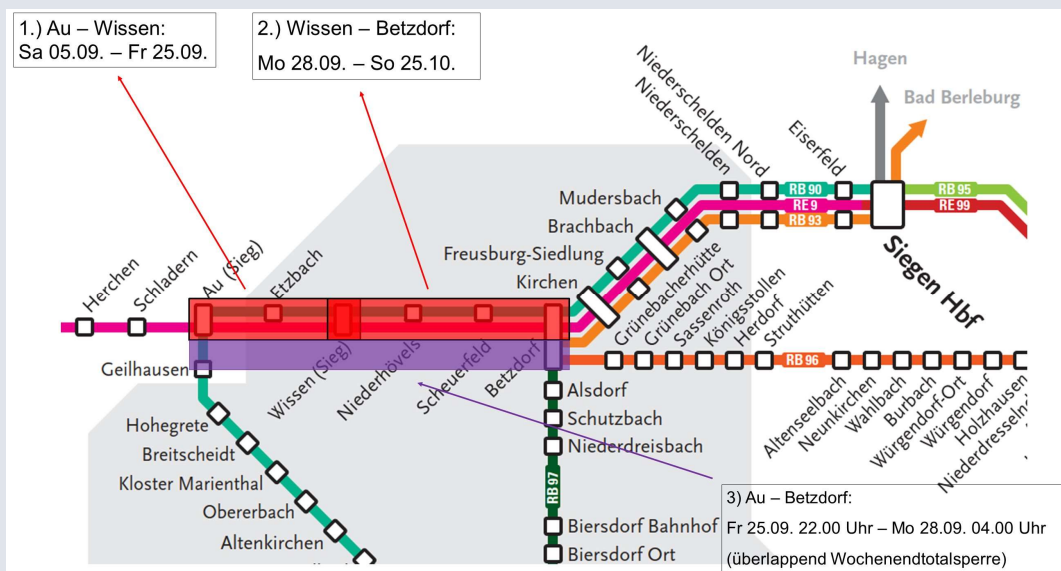 1.) Au – Wissen:
Sa 05.09. – Fr 25.09.
2.) Wissen – Betzdorf:
Mo 28.09. – So 25.10.
Hagen
Bad Berleburg
Niederschelden Nord
Niederschelden
Eiserfeld
Mudersbach
Brachbach
Freusburg-Siedlung
Kirchen
RB 90
RE 9
RB 93
RB 95
RE 99
Siegen Hbf
Herchen
Schladern
Au (Sieg)
Etzbach
Wissen (Sieg)
Niederhövels
Scheuerfeld
Betzdorf
Grünebacherhütte
Grünebach Ort
Sassenroth
Königsstollen
Herdorf
Struthütten
RB 96
Altenseelbach
Neunkirchen
Wahlbach
Burbach
Würgendorf-Ort
Würgendorf
Holzhausen
Geilhausen
Hohegrete
Breitscheidt
Kloster Marienthal
Obererbach
Altenkirchen
Alsdorf
Schutzbach
Niederdreisbach
RB 97
Biersdorf Bahnhof
Biersdorf Ort
3) Au – Betzdorf:
Fr 25.09. 22.00 Uhr – Mo 28.09. 04.00 Uhr
(überlappend Wochenendtotalsperre)